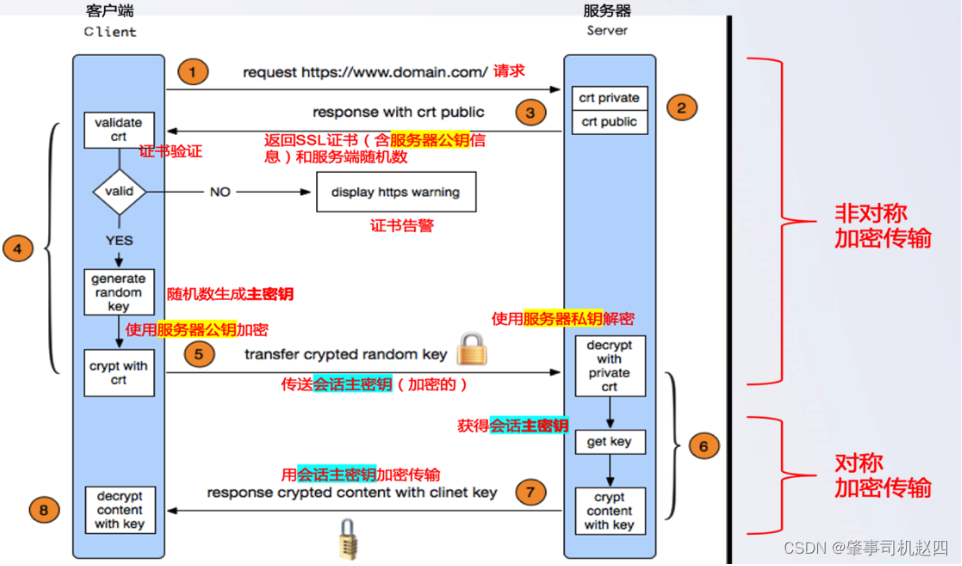 客户端
Client
服务器
Server
1
request https://www.domain.com/ 请求
crt private
crt public
2
response with crt public
3
validate
crt
证书验证
返回SSL证书（含服务器公钥信
息）和服务端随机数
valid
NO
display https warning
证书告警
YES
4
generate
random
key
随机数生成主密钥
使用服务器公钥加密
使用服务器私钥解密
crypt with
crt
5
transfer crypted random key
传送会话主密钥（加密的）
decrypt
with
private
crt
获得会话主密钥
get key
6
用会话主密钥加密传输
response crypted content with clinet key
7
crypt
content
with key
8
decrypt
content
with key
非对称
加密传输
对称
加密传输
CSDN @肇事司机赵四